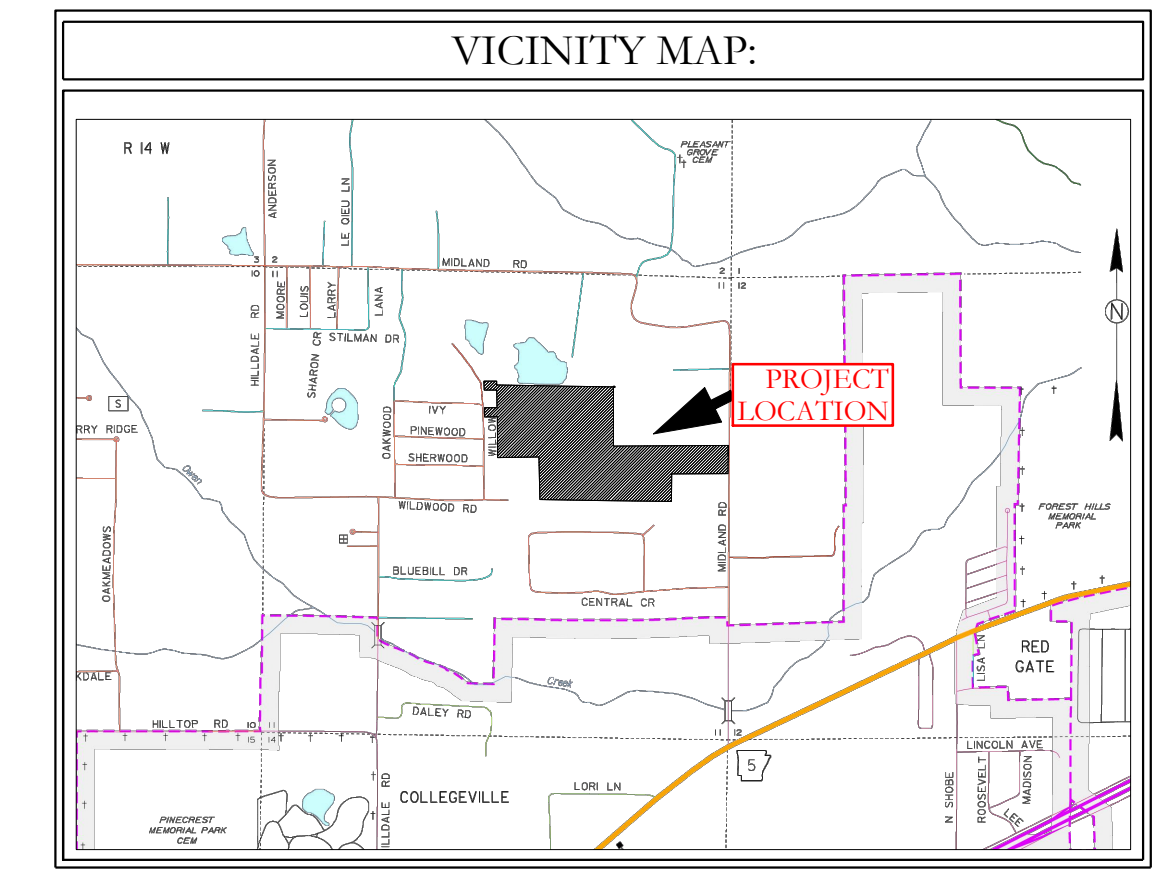 VICINITY MAP:
R 14 W
ANDERSON
LE DIEU LN
PLEASANT
GROVE
CEM
3 2
10 11
MIDLAND RD
2 1
11 12
HILLDALE RD
MOORE
LOUIS
LARRY
LANA
STILMAN DR
SHARON CR
N
PROJECT
LOCATION
S
RRY RIDGE
OAKWOOD
IVY
PINEWOOD
SHERWOOD
WILLOW
WILDWOOD RD
Owen
OAKMEADOWS
MIDLAND RD
FOREST HILLS
MEMORIAL
PARK
BLUEBILL DR
CENTRAL CR
LISA LN
RED
GATE
KDALE
Creek
DALEY RD
HILLTOP RD
10 11
15 14
11 12
5
LINCOLN AVE
N SHOBE
ROOSEVELT
MADISON
LEE
ILLDALE RD
COLLEGEVILLE
LORI LN
PINECREST
MEMORIAL PARK
CEM